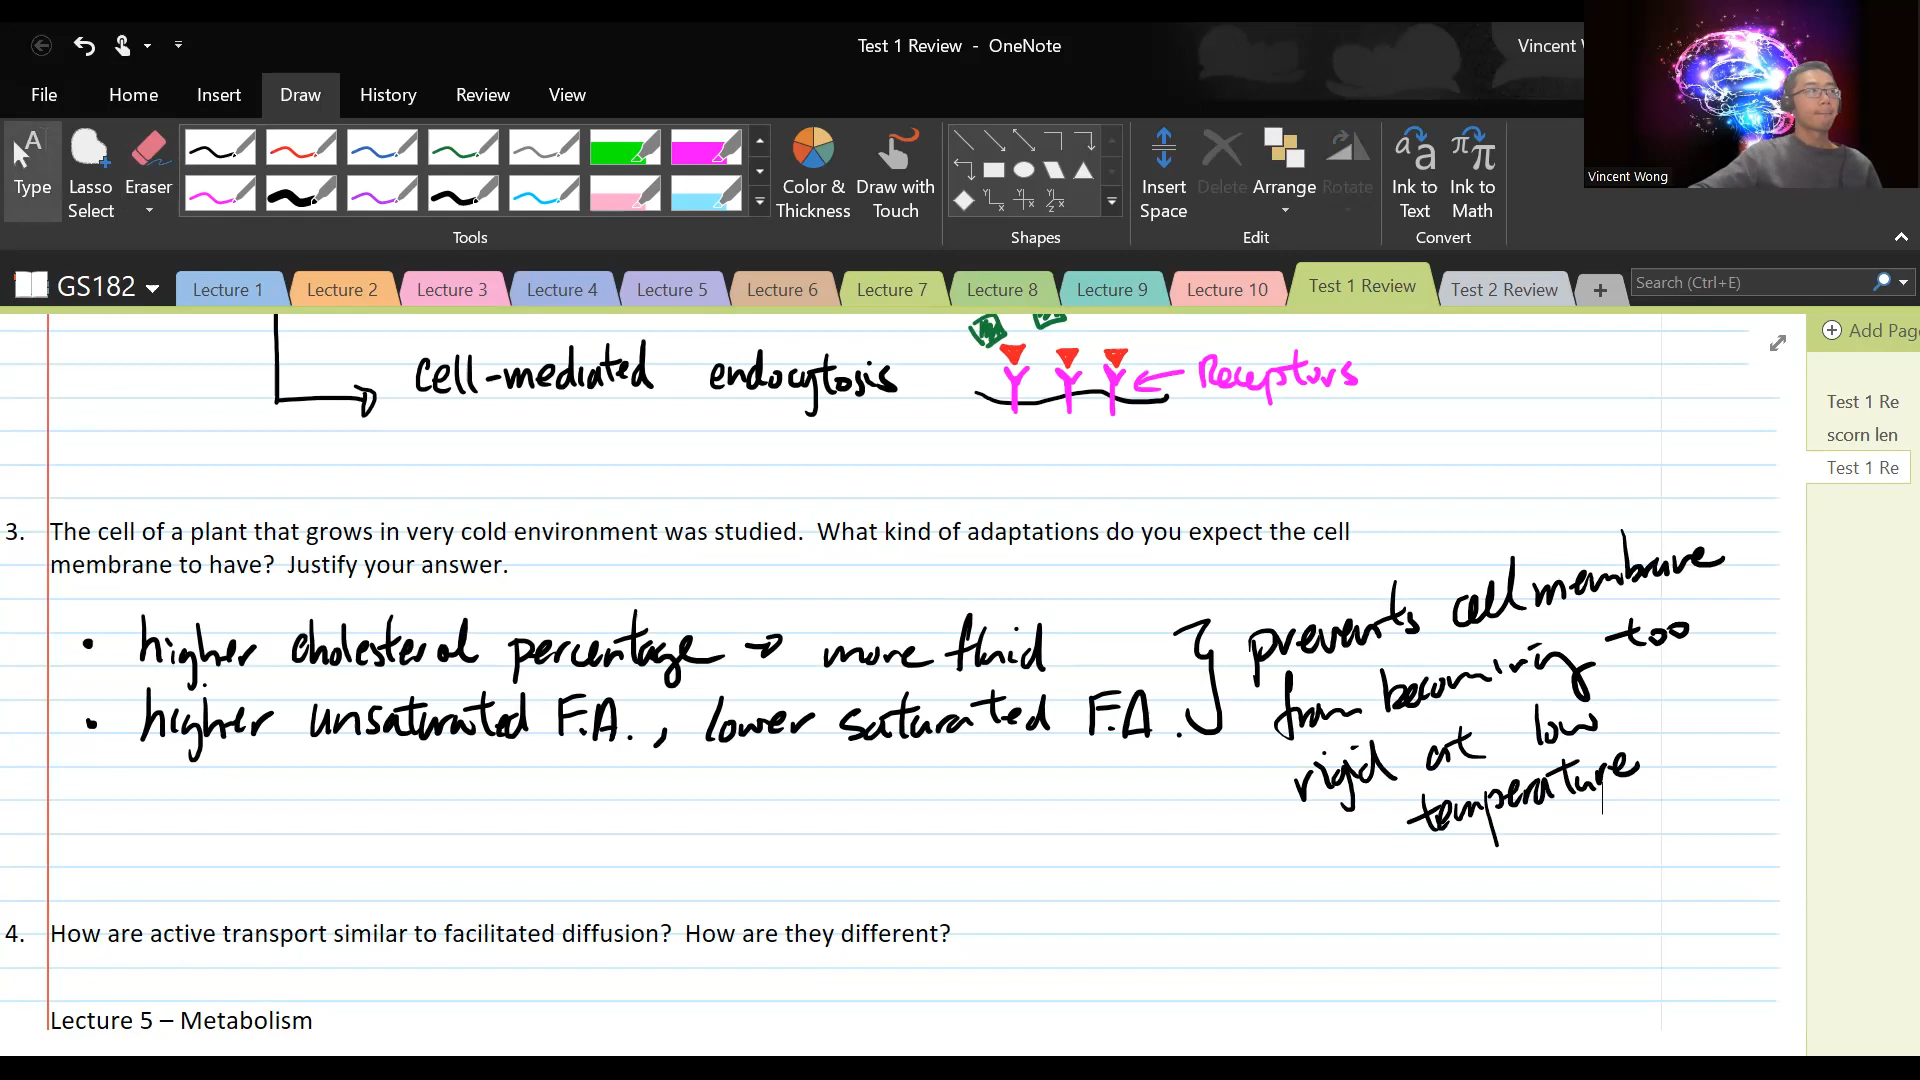 Test 1 Review - OneNote
Vincent W
File Home Insert Draw History Review View
Type
Lasso Select
Eraser
Color & Thickness
Draw with Touch
Insert Space
Delete
Arrange
Rotate
Ink to Text
Ink to Math
Tools
Shapes
Edit
Convert
Vincent Wong
GS182
Lecture 1
Lecture 2
Lecture 3
Lecture 4
Lecture 5
Lecture 6
Lecture 7
Lecture 8
Lecture 9
Lecture 10
Test 1 Review
Test 2 Review
Search (Ctrl+E)
Add Pag
Test 1 Re
scorn len
Test 1 Re
cell-mediated endocytosis
Receptors
3. The cell of a plant that grows in very cold environment was studied. What kind of adaptations do you expect the cell
membrane to have? Justify your answer.
• higher cholesterol percentage → more fluid
• higher unsaturated F.A., lower saturated F.A.
prevents cell membrane
from becoming too
rigid at low
temperature
4. How are active transport similar to facilitated diffusion? How are they different?
Lecture 5 – Metabolism